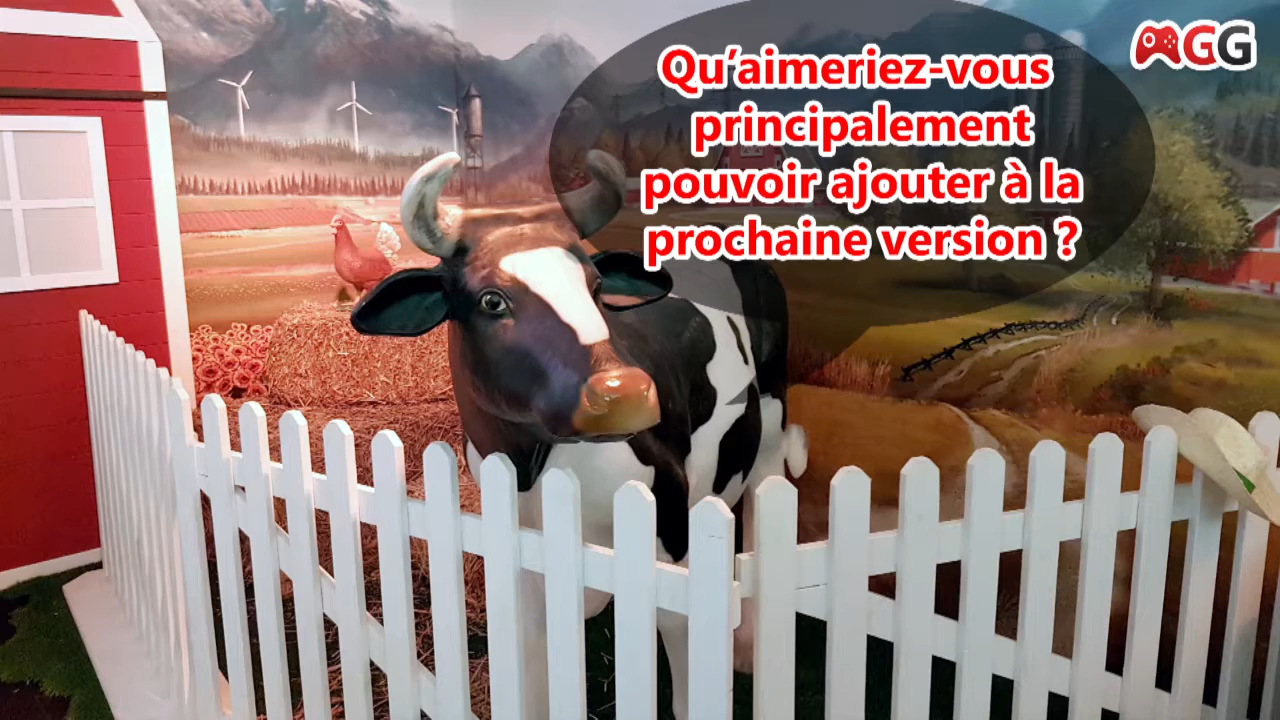 GG
Qu’aimeriez-vous
principalement
pouvoir ajouter à la
prochaine version ?